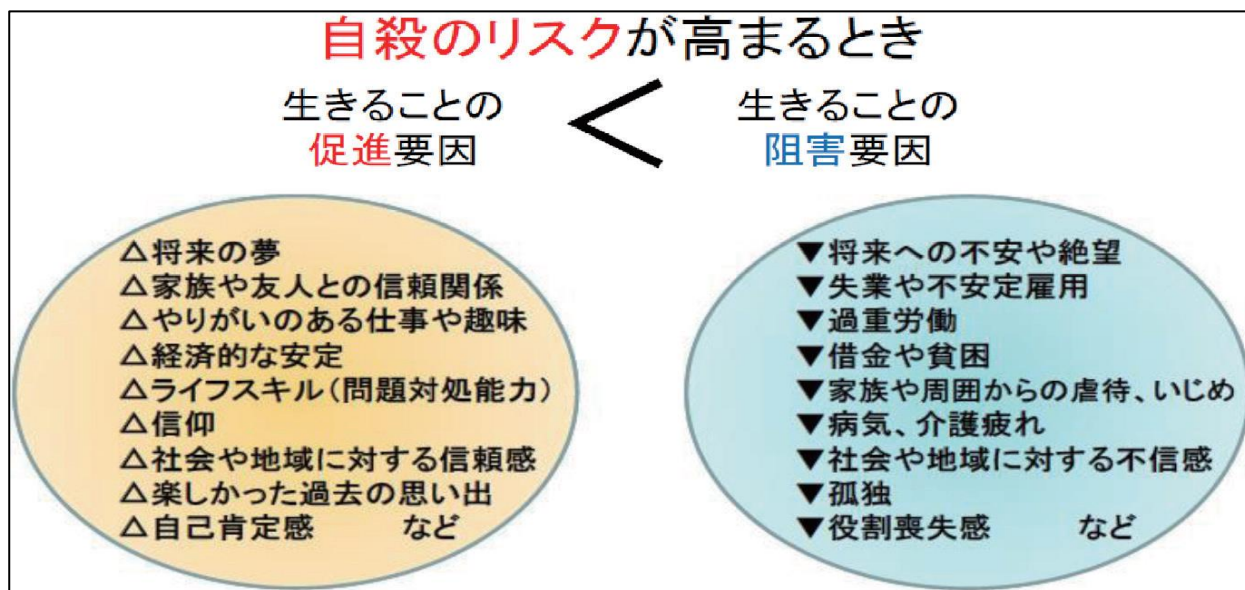 自殺のリスクが高まるとき
生きることの
促進要因
<
生きることの
阻害要因
△将来の夢
△家族や友人との信頼関係
△やりがいのある仕事や趣味
△経済的な安定
△ライフスキル(問題対処能力)
△信仰
△社会や地域に対する信頼感
△楽しかった過去の思い出
△自己肯定感 など
▼将来への不安や絶望
▼失業や不安定雇用
▼過重労働
▼借金や貧困
▼家族や周囲からの虐待、いじめ
▼病気、介護疲れ
▼社会や地域に対する不信感
▼孤独
▼役割喪失感 など